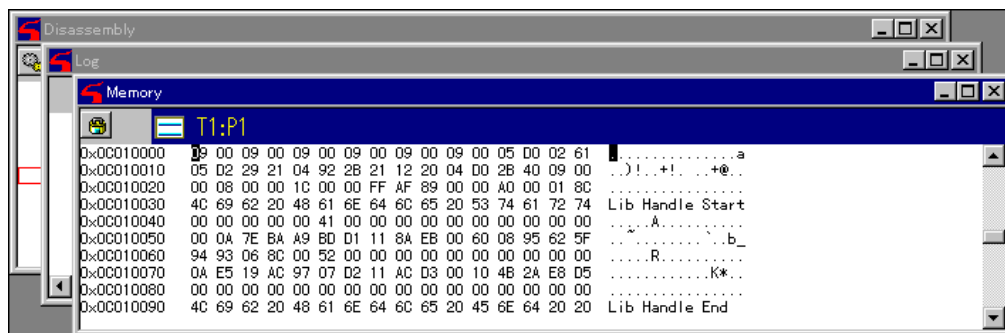 Disassembly
Log
Memory
T1:P1
0x0C010000 09 00 09 00 09 00 09 00 09 00 09 00 05 D0 02 61 ...............a
0x0C010010 05 D2 29 21 04 92 2B 21 12 20 04 D0 2B 40 09 00 ..)!..+!. ..+@..
0x0C010020 00 08 00 00 1C 00 00 FF AF 89 00 00 A0 00 01 8C ................
0x0C010030 4C 69 62 20 48 61 6E 64 6C 65 20 53 74 61 72 74 Lib Handle Start
0x0C010040 00 00 00 00 00 41 00 00 00 00 00 00 00 00 00 00 .....A..........
0x0C010050 00 0A 7E BA A9 BD D1 11 8A EB 00 60 08 95 62 5F ..~........`..b_
0x0C010060 94 93 06 8C 00 52 00 00 00 00 00 00 00 00 00 00 .....R..........
0x0C010070 0A E5 19 AC 97 07 D2 11 AC D3 00 10 4B 2A E8 D5 ............K*..
0x0C010080 00 00 00 00 00 00 00 00 00 00 00 00 00 00 00 00 ................
0x0C010090 4C 69 62 20 48 61 6E 64 6C 65 20 45 6E 64 20 20 Lib Handle End